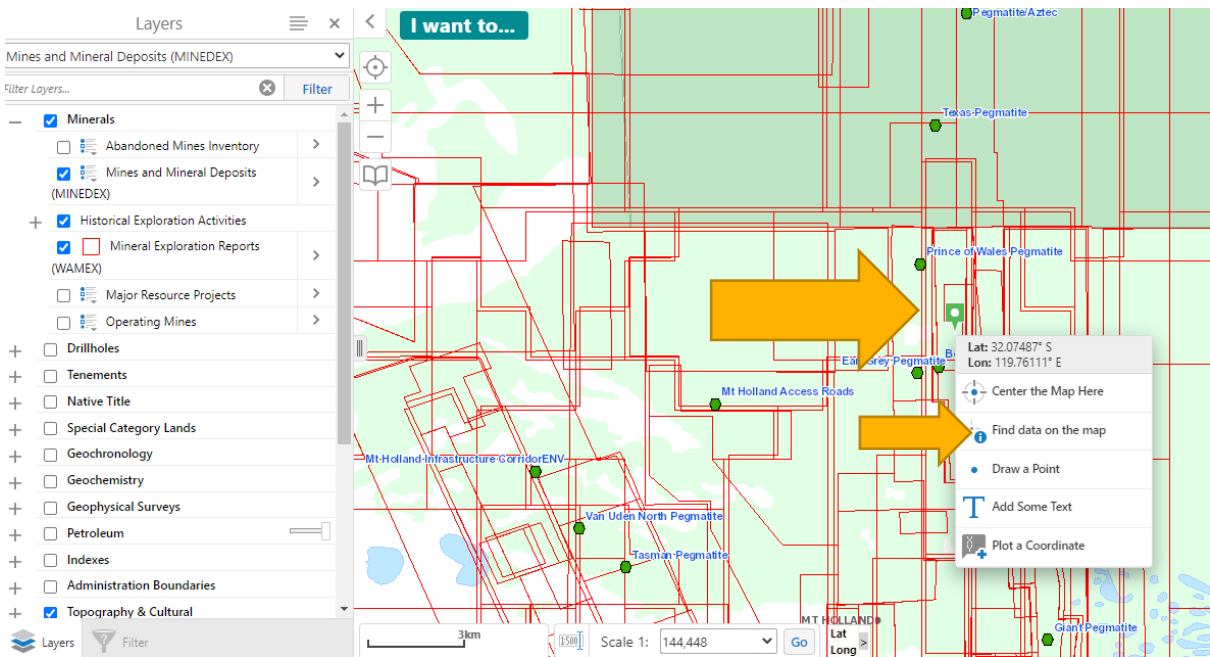 Layers
Mines and Mineral Deposits (MINEDEX)
Filter Layers...
Filter
Minerals
Abandoned Mines Inventory
Mines and Mineral Deposits
(MINEDEX)
Historical Exploration Activities
Mineral Exploration Reports
(WAMEX)
Major Resource Projects
Operating Mines
Drillholes
Tenements
Native Title
Special Category Lands
Geochronology
Geochemistry
Geophysical Surveys
Petroleum
Indexes
Administration Boundaries
Topography & Cultural
Layers
Filter
I want to...
Pegmatite/Aztec
Texas Pegmatite
Prince of Wales Pegmatite
Earl Grey Pegmatite
Mt Holland Access Roads
Mt-Holland-Infrastructure-CorridorENV
Van Uden North Pegmatite
Tasman Pegmatite
Giant Pegmatite
MT HOLLAND
Lat: 32.07487° S
Lon: 119.76111° E
Center the Map Here
Find data on the map
Draw a Point
Add Some Text
Plot a Coordinate
3km
1:500
Scale 1:
144,448
Go
Lat
Long
>